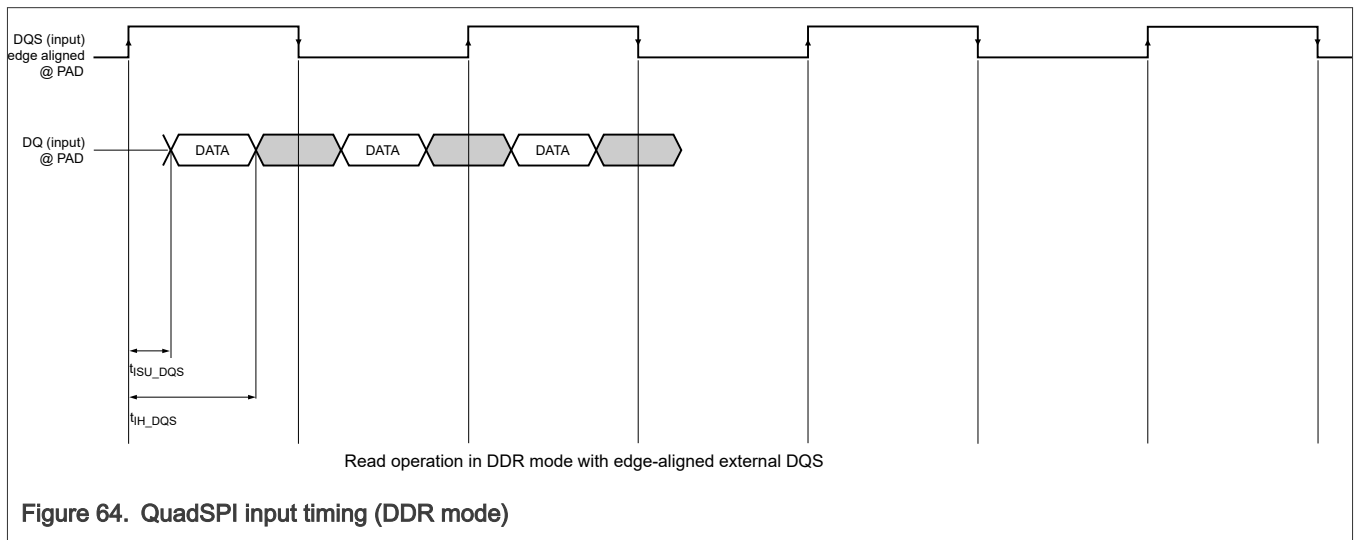 DQS (input)
edge aligned
@ PAD
DQ (input)
@ PAD
DATA
DATA
DATA
tISU_DQS
tIH_DQS
Read operation in DDR mode with edge-aligned external DQS
Figure 64. QuadSPI input timing (DDR mode)